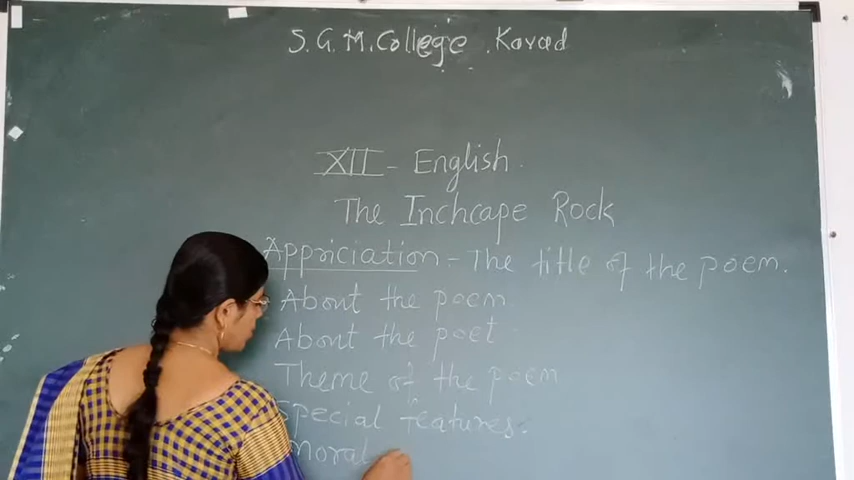 S.G.M.College .Karad
XII - English.
The Inchcape Rock
Appriciation - The title of the poem.
About the poem
About the poet
Theme of the poem
Special features.
Moral